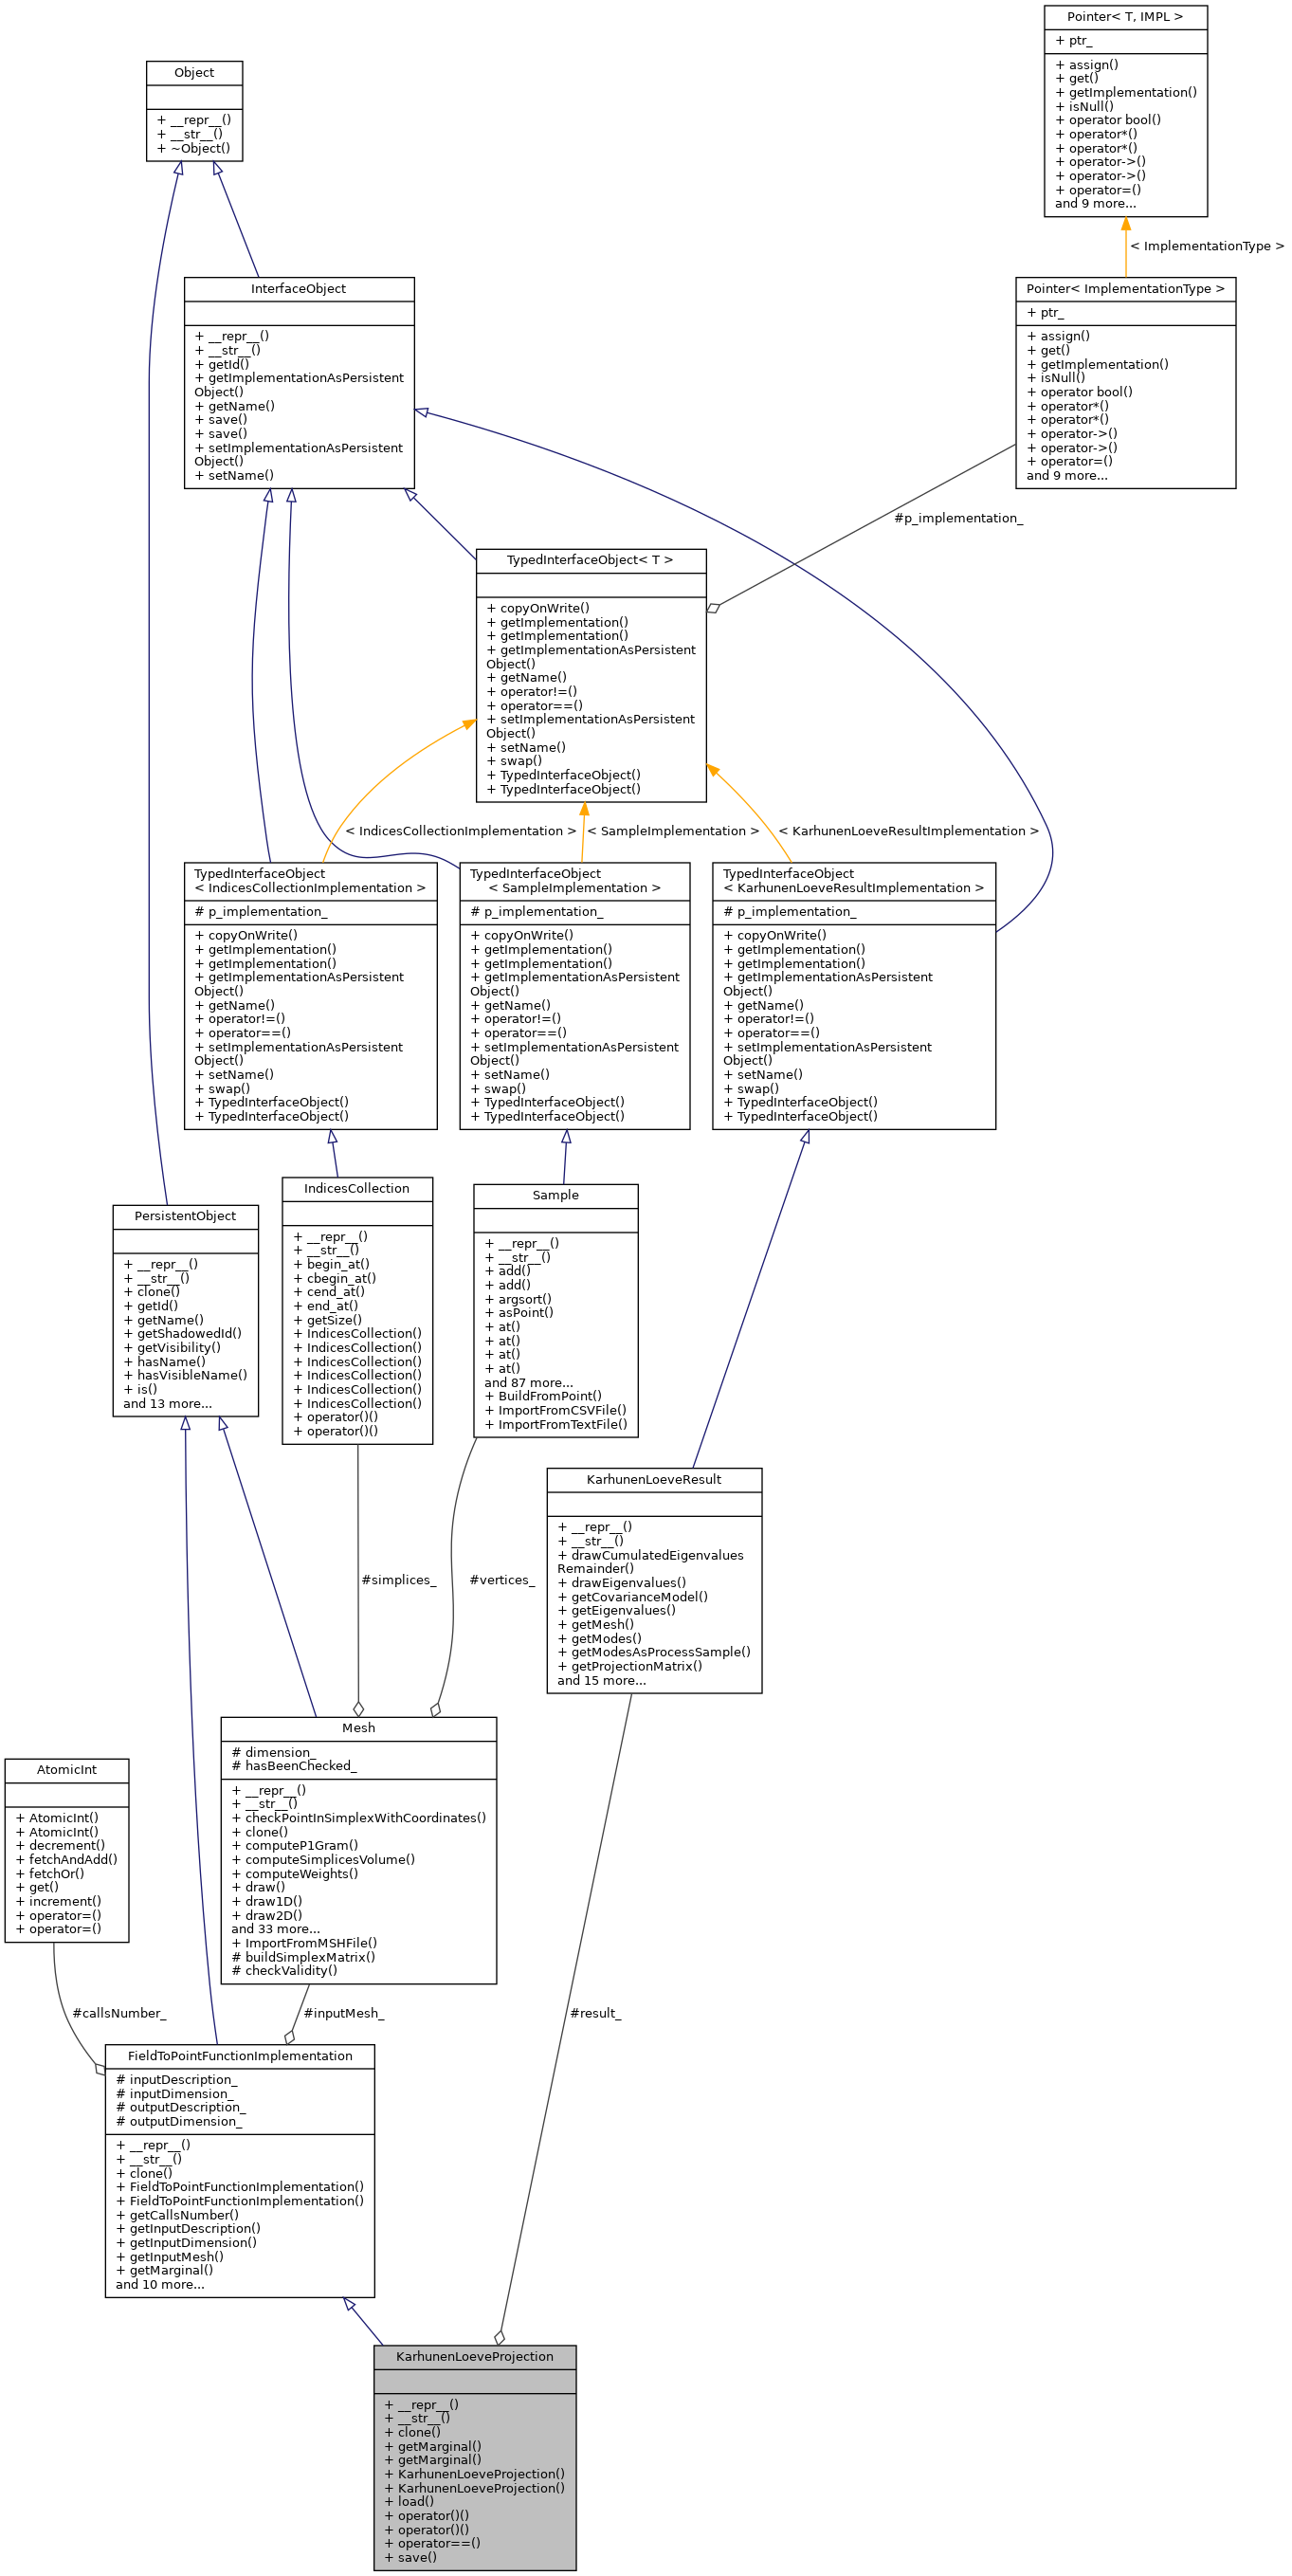 Pointer< T, IMPL >
+ ptr_
+ assign()
+ get()
+ getImplementation()
+ isNull()
+ operator bool()
+ operator*()
+ operator*()
+ operator->()
+ operator->()
+ operator=()
and 9 more...
Object
+ __repr__()
+ __str__()
+ ~Object()
< ImplementationType >
InterfaceObject
+ __repr__()
+ __str__()
+ getId()
+ getImplementationAsPersistent
Object()
+ getName()
+ save()
+ save()
+ setImplementationAsPersistent
Object()
+ setName()
Pointer< ImplementationType >
+ ptr_
+ assign()
+ get()
+ getImplementation()
+ isNull()
+ operator bool()
+ operator*()
+ operator*()
+ operator->()
+ operator->()
+ operator=()
and 9 more...
#p_implementation_
TypedInterfaceObject< T >
+ copyOnWrite()
+ getImplementation()
+ getImplementation()
+ getImplementationAsPersistent
Object()
+ getName()
+ operator!=()
+ operator==()
+ setImplementationAsPersistent
Object()
+ setName()
+ swap()
+ TypedInterfaceObject()
+ TypedInterfaceObject()
< IndicesCollectionImplementation >
< SampleImplementation >
< KarhunenLoeveResultImplementation >
TypedInterfaceObject
< IndicesCollectionImplementation >
# p_implementation_
+ copyOnWrite()
+ getImplementation()
+ getImplementation()
+ getImplementationAsPersistent
Object()
+ getName()
+ operator!=()
+ operator==()
+ setImplementationAsPersistent
Object()
+ setName()
+ swap()
+ TypedInterfaceObject()
+ TypedInterfaceObject()
TypedInterfaceObject
< SampleImplementation >
# p_implementation_
+ copyOnWrite()
+ getImplementation()
+ getImplementation()
+ getImplementationAsPersistent
Object()
+ getName()
+ operator!=()
+ operator==()
+ setImplementationAsPersistent
Object()
+ setName()
+ swap()
+ TypedInterfaceObject()
+ TypedInterfaceObject()
TypedInterfaceObject
< KarhunenLoeveResultImplementation >
# p_implementation_
+ copyOnWrite()
+ getImplementation()
+ getImplementation()
+ getImplementationAsPersistent
Object()
+ getName()
+ operator!=()
+ operator==()
+ setImplementationAsPersistent
Object()
+ setName()
+ swap()
+ TypedInterfaceObject()
+ TypedInterfaceObject()
PersistentObject
+ __repr__()
+ __str__()
+ clone()
+ getId()
+ getName()
+ getShadowedId()
+ getVisibility()
+ hasName()
+ hasVisibleName()
+ is()
and 13 more...
IndicesCollection
+ __repr__()
+ __str__()
+ begin_at()
+ cbegin_at()
+ cend_at()
+ end_at()
+ getSize()
+ IndicesCollection()
+ IndicesCollection()
+ IndicesCollection()
+ IndicesCollection()
+ IndicesCollection()
+ IndicesCollection()
+ operator()()
+ operator()()
Sample
+ __repr__()
+ __str__()
+ add()
+ add()
+ argsort()
+ asPoint()
+ at()
+ at()
+ at()
+ at()
and 87 more...
+ BuildFromPoint()
+ ImportFromCSVFile()
+ ImportFromTextFile()
KarhunenLoeveResult
+ __repr__()
+ __str__()
+ drawCumulatedEigenvalues
Remainder()
+ drawEigenvalues()
+ getCovarianceModel()
+ getEigenvalues()
+ getMesh()
+ getModes()
+ getModesAsProcessSample()
+ getProjectionMatrix()
and 15 more...
#simplices_
#vertices_
Mesh
# dimension_
# hasBeenChecked_
+ __repr__()
+ __str__()
+ checkPointInSimplexWithCoordinates()
+ clone()
+ computeP1Gram()
+ computeSimplicesVolume()
+ computeWeights()
+ draw()
+ draw1D()
+ draw2D()
and 33 more...
+ ImportFromMSHFile()
# buildSimplexMatrix()
# checkValidity()
AtomicInt
+ AtomicInt()
+ AtomicInt()
+ decrement()
+ fetchAndAdd()
+ fetchOr()
+ get()
+ increment()
+ operator=()
+ operator=()
#callsNumber_
#inputMesh_
#result_
FieldToPointFunctionImplementation
# inputDescription_
# inputDimension_
# outputDescription_
# outputDimension_
+ __repr__()
+ __str__()
+ clone()
+ FieldToPointFunctionImplementation()
+ FieldToPointFunctionImplementation()
+ getCallsNumber()
+ getInputDescription()
+ getInputDimension()
+ getInputMesh()
+ getMarginal()
and 10 more...
KarhunenLoeveProjection
+ __repr__()
+ __str__()
+ clone()
+ getMarginal()
+ getMarginal()
+ KarhunenLoeveProjection()
+ KarhunenLoeveProjection()
+ load()
+ operator()()
+ operator()()
+ operator==()
+ save()